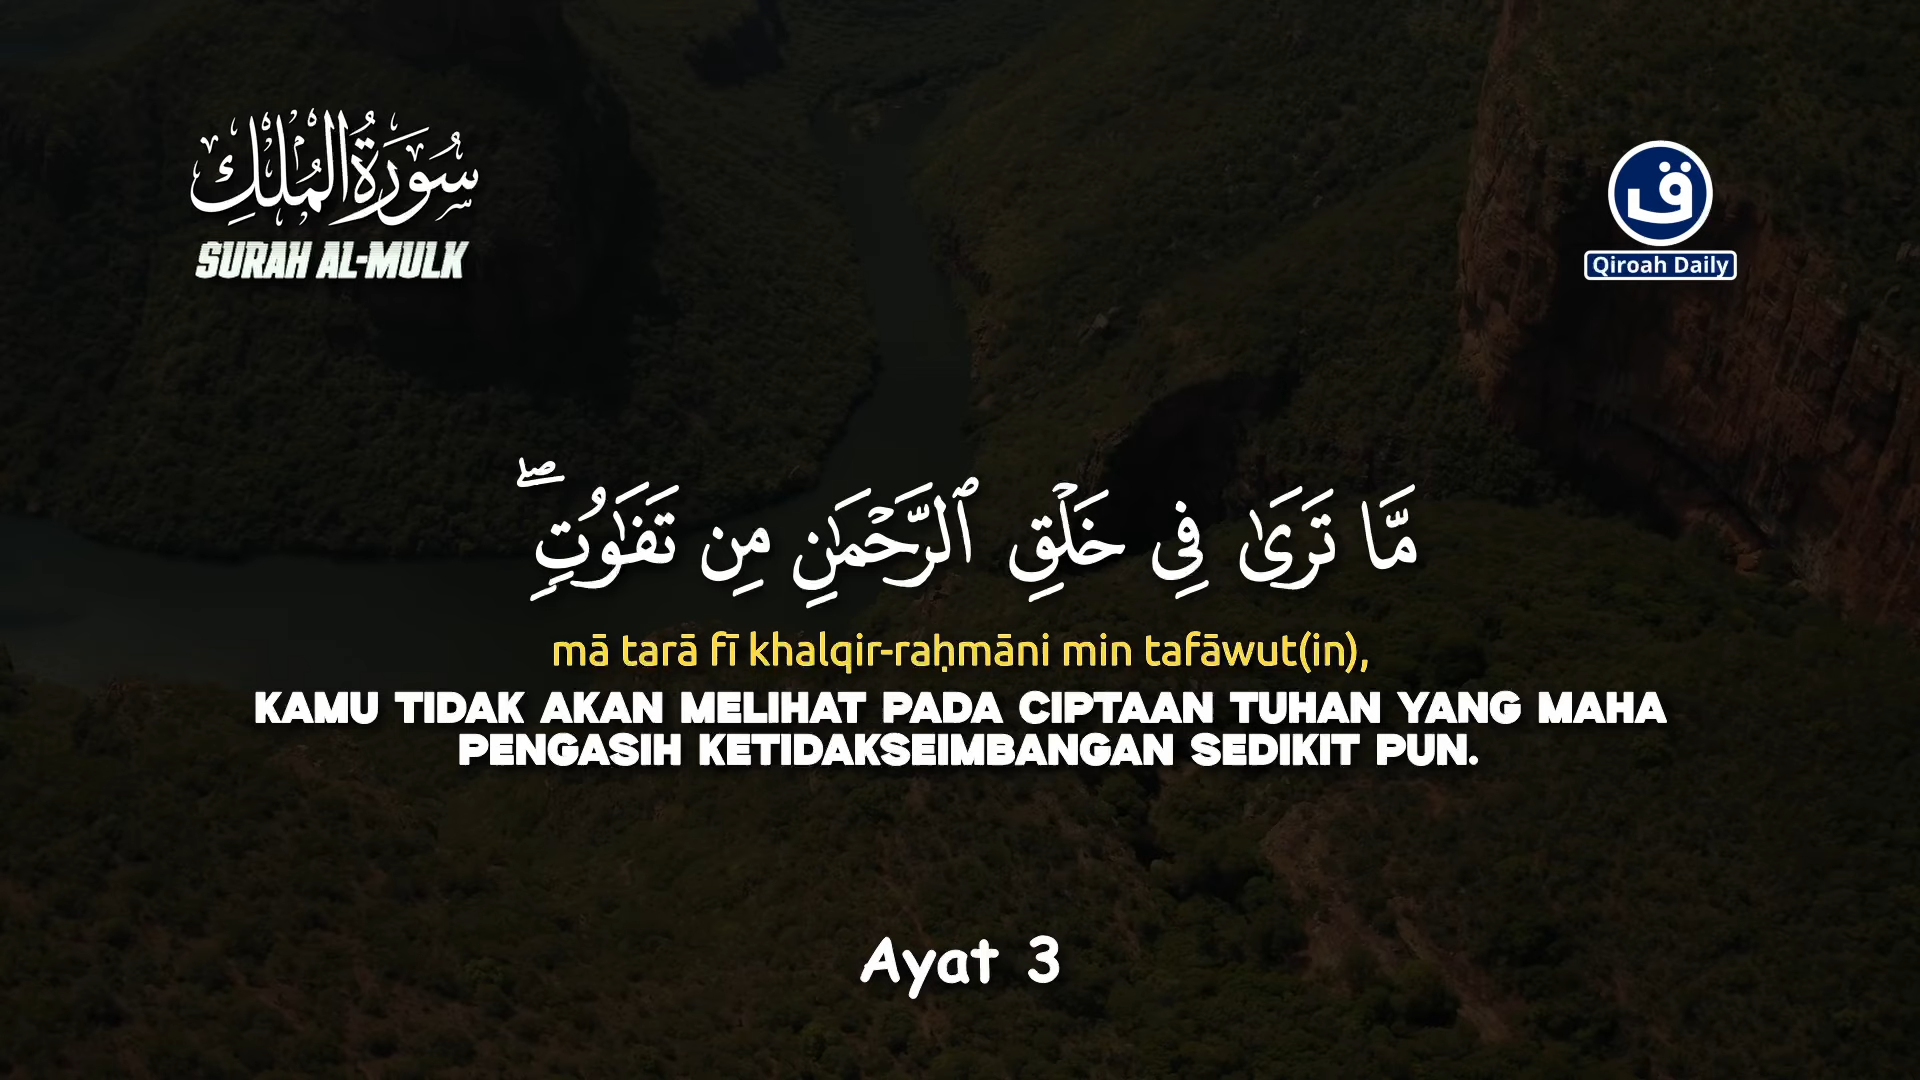 سُورَةُ الْمُلْكِ
SURAH AL-MULK
ق
Qiroah Daily
مَّا تَرَىٰ فِى خَلْقِ ٱلرَّحْمَـٰنِ مِن تَفَـٰوُتٍ ۖ
mā tarā fī khalqir-raḥmāni min tafāwut(in),
KAMU TIDAK AKAN MELIHAT PADA CIPTAAN TUHAN YANG MAHA
PENGASIH KETIDAKSEIMBANGAN SEDIKIT PUN.
Ayat 3